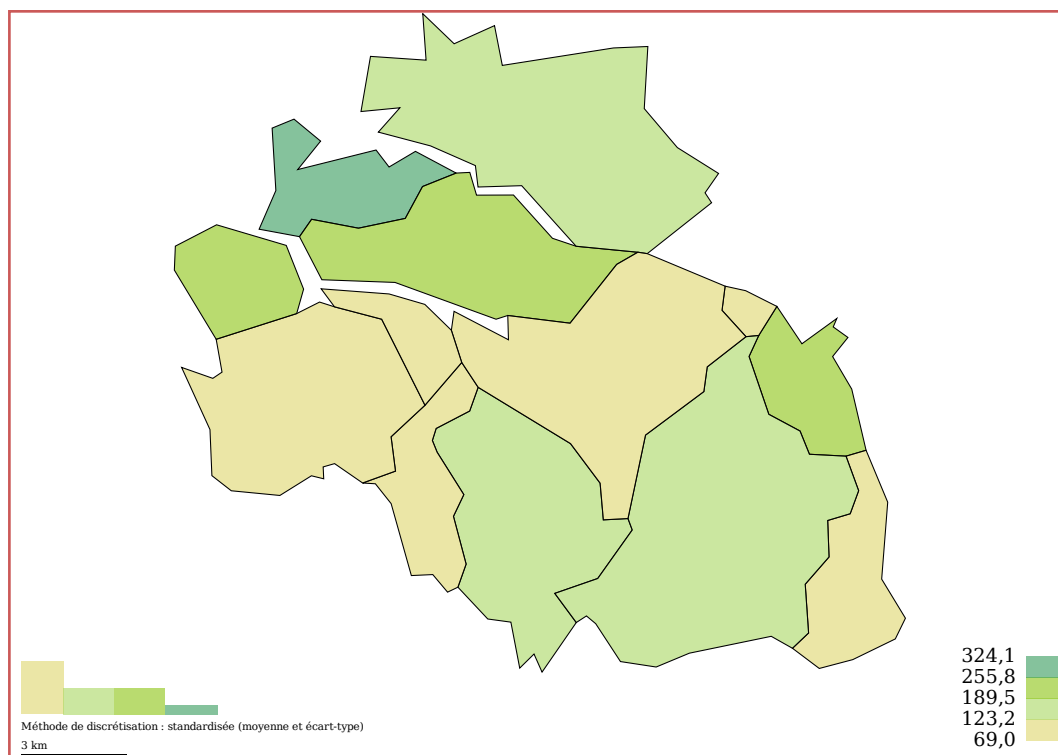 324,1
255,8
189,5
123,2
69,0
Méthode de discrétisation : standardisée (moyenne et écart-type)
3 km